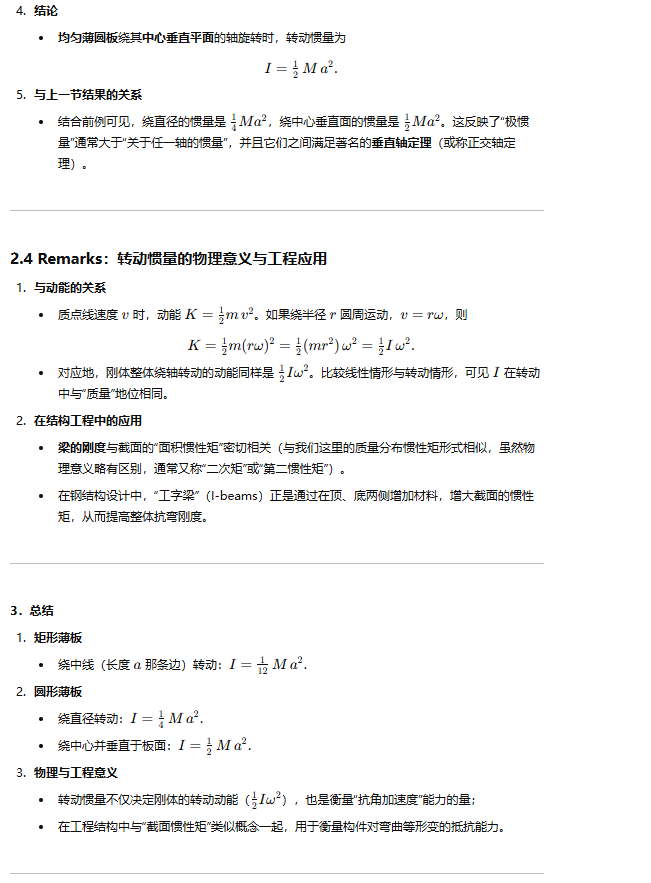 4. 结论
• 均匀薄圆板绕其中心垂直平面的轴旋转时，转动惯量为
I = 1/2 M a².
5. 与上一节结果的关系
• 结合前例可见，绕直径的惯量是 1/4 Ma²，绕中心垂直面的惯量是 1/2 Ma²。这反映了“极惯
量”通常大于“关于任一轴的惯量”，并且它们之间满足著名的垂直轴定理（或称正交轴定
理）。
2.4 Remarks：转动惯量的物理意义与工程应用
1. 与动能的关系
• 质点线速度 v 时，动能 K = 1/2 m v²。如果绕半径 r 圆周运动，v = rω，则
K = 1/2 m(rω)² = 1/2 (mr²) ω² = 1/2 I ω².
• 对应地，刚体整体绕轴转动的动能同样是 1/2 Iω²。比较线性情形与转动情形，可见 I 在转动
中与“质量”地位相同。
2. 在结构工程中的应用
• 梁的刚度与截面的“面积惯性矩”密切相关（与我们这里的质量分布惯性矩形式相似，虽然物
理意义略有区别，通常又称“二次矩”或“第二惯性矩”）。
• 在钢结构设计中，“工字梁”（I-beams）正是通过在顶、底两侧增加材料，增大截面的惯性
矩，从而提高整体抗弯刚度。
3. 总结
1. 矩形薄板
• 绕中线（长度 a 那条边）转动：I = 1/12 M a².
2. 圆形薄板
• 绕直径转动：I = 1/4 M a².
• 绕中心并垂直于板面：I = 1/2 M a².
3. 物理与工程意义
• 转动惯量不仅决定刚体的转动动能（1/2 Iω²），也是衡量“抗角加速度”能力的量；
• 在工程结构中与“截面惯性矩”类似概念一起，用于衡量构件对弯曲等形变的抵抗能力。